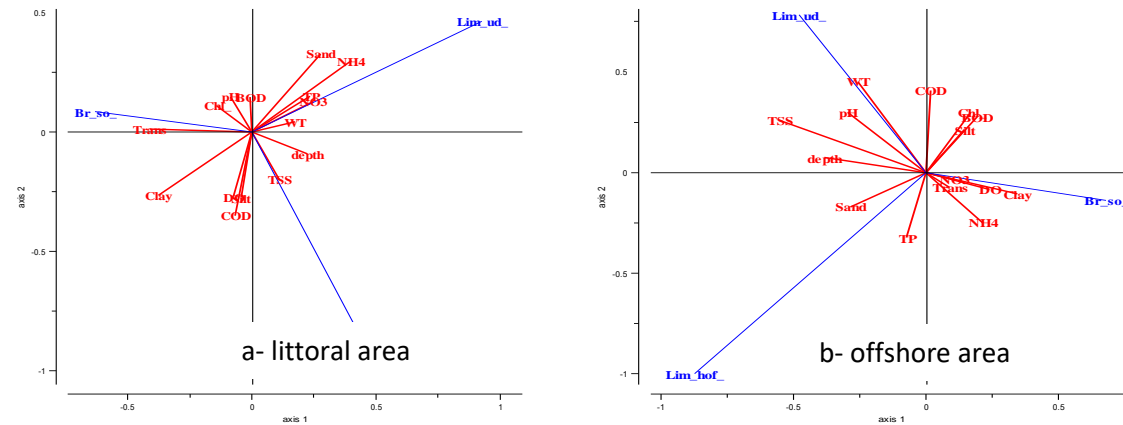 0.5
0
-0.5
-1
axis 2
Lim_ud_
Sand
NH4
TP
NO3
pH
BOD
Chl_
Br_so_
WT
Trans
depth
TSS
Clay
DO
COD
a- littoral area
-0.5
0
0.5
1
axis 1
0.5
0
-0.5
-1
axis 2
Lim_ud_
WT
COD
pH
Chl_
BOD
TSS
Silt
depth
NO3
Trans
DO
Clay
Br_so_
Sand
NH4
TP
b- offshore area
Lim_hof_
-1
-0.5
0
0.5
axis 1